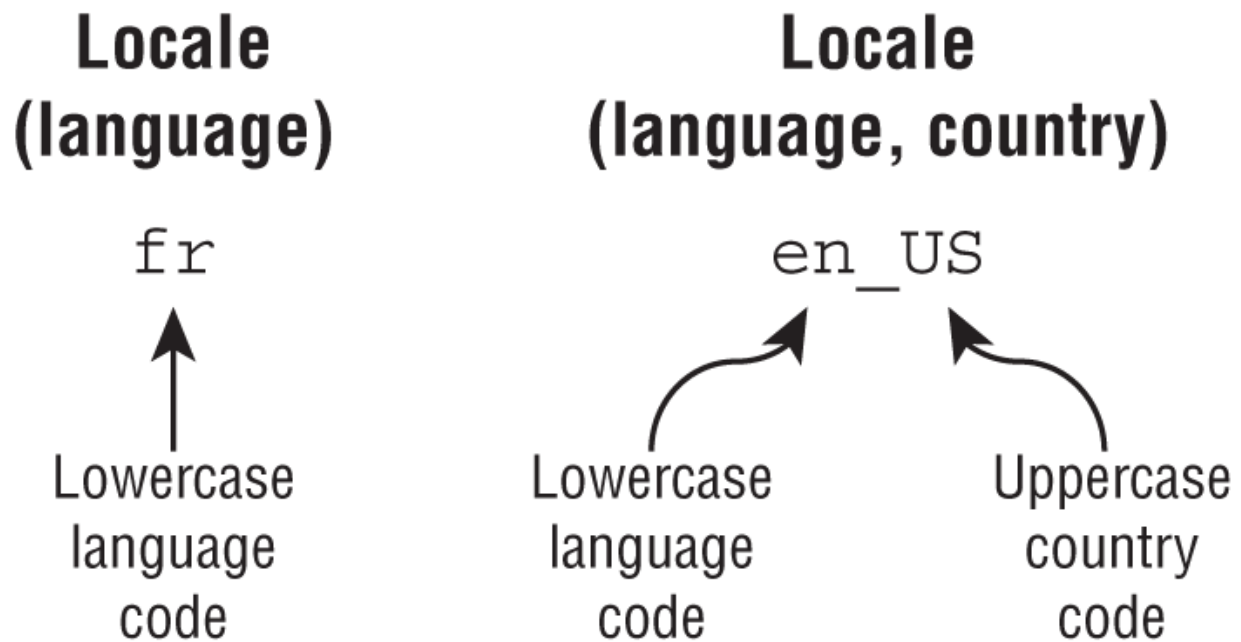 Locale
(language)
fr
Lowercase
language
code
Locale
(language, country)
en_US
Lowercase
language
code
Uppercase
country
code